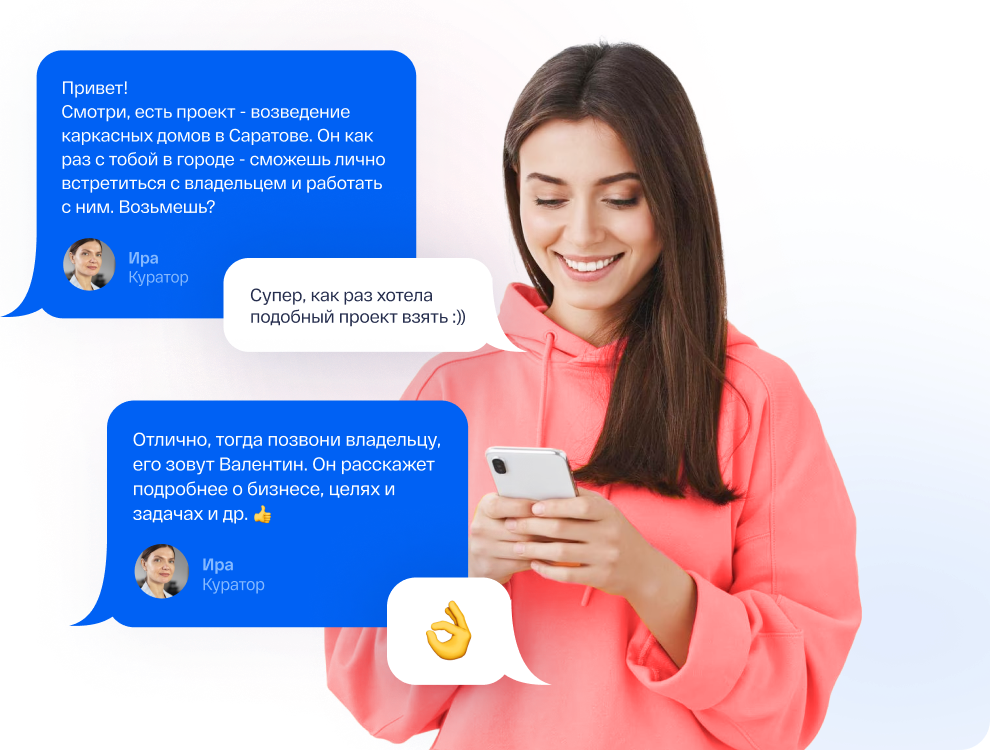 Привет!
Смотри, есть проект - возведение
каркасных домов в Саратове. Он как
раз с тобой в городе - сможешь лично
встретиться с владельцем и работать
с ним. Возьмешь?
Ира
Куратор
Супер, как раз хотела
подобный проект взять :))
Отлично, тогда позвони владельцу,
его зовут Валентин. Он расскажет
подробнее о бизнесе, целях и
задачах и др. 👍
Ира
Куратор
👌